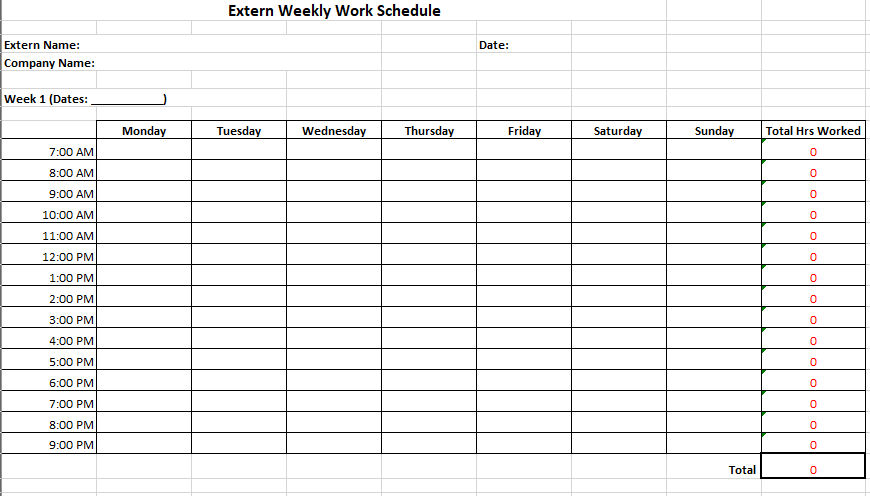 Extern Weekly Work Schedule
Extern Name: Date:
Company Name:
Week 1 (Dates: ___________)
Monday Tuesday Wednesday Thursday Friday Saturday Sunday Total Hrs Worked
7:00 AM 0
8:00 AM 0
9:00 AM 0
10:00 AM 0
11:00 AM 0
12:00 PM 0
1:00 PM 0
2:00 PM 0
3:00 PM 0
4:00 PM 0
5:00 PM 0
6:00 PM 0
7:00 PM 0
8:00 PM 0
9:00 PM 0
Total 0